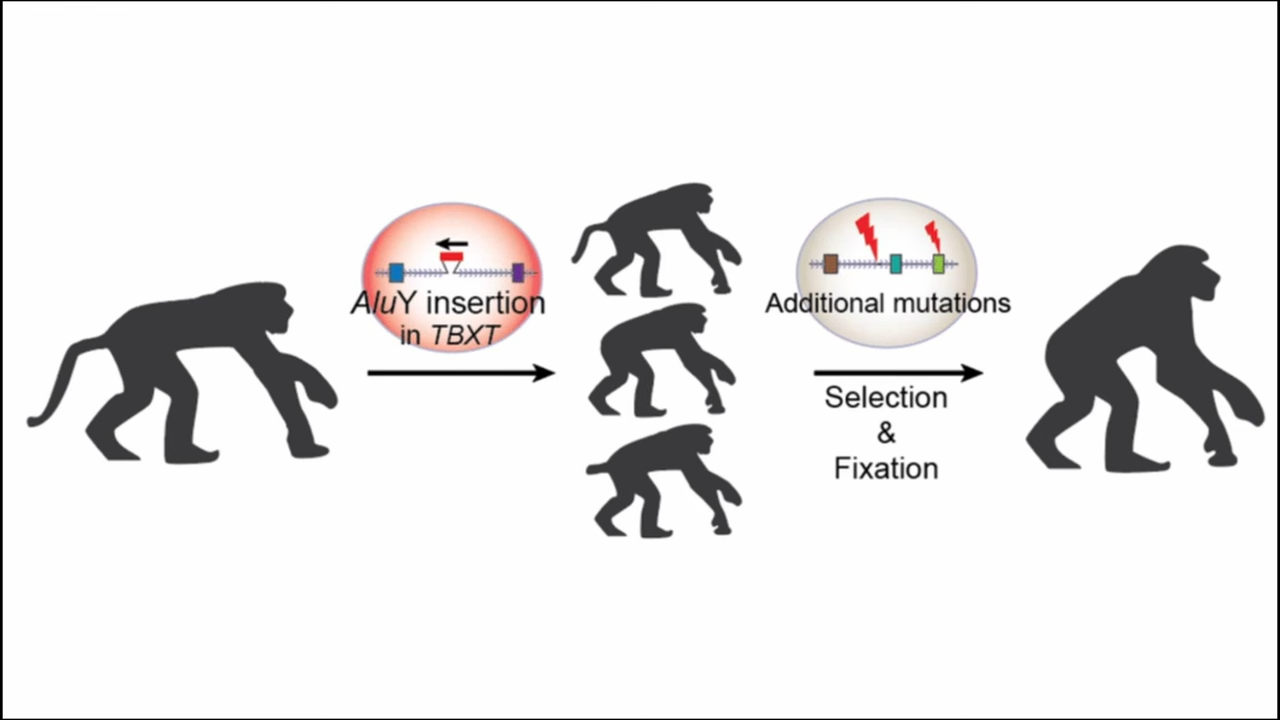 AluY insertion
in TBXT
Additional mutations
Selection
&
Fixation